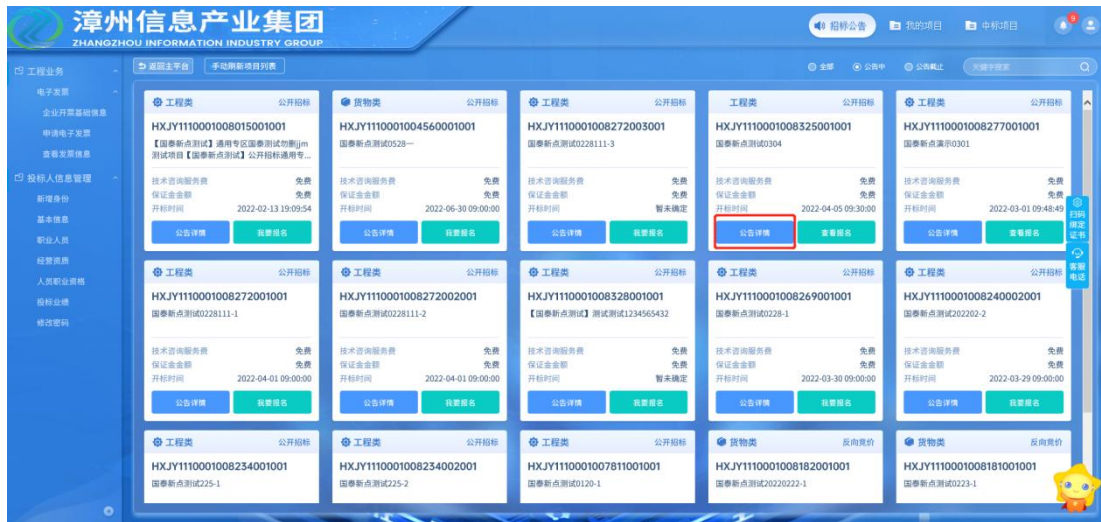 漳州信息产业集团
ZHANGZHOU INFORMATION INDUSTRY GROUP
招标公告
我的项目
中标项目
9
返回主平台
手动刷新项目列表
全部
公告中
公告截止
关键字搜索
工程业务
电子发票
企业开票基础信息
申请电子发票
查看发票信息
投标人信息管理
新增身份
基本信息
职业人员
经营资质
人员职业资格
投标业绩
修改密码
工程类 公开招标
HXJY1110001008015001001
【国泰新点测试】通用专区国泰测试勿删jjm
测试项目【国泰新点测试】公开招标通用专...
技术咨询服务费 免费
保证金金额 免费
开标时间 2022-02-13 19:09:54
公告详情 我要报名
货物类 公开招标
HXJY1110001004560001001
国泰新点测试0528一
技术咨询服务费 免费
保证金金额 免费
开标时间 2022-06-30 09:00:00
公告详情 我要报名
工程类 公开招标
HXJY1110001008272003001
国泰新点测试0228111-3
技术咨询服务费 免费
保证金金额 免费
开标时间 暂未确定
公告详情 我要报名
工程类 公开招标
HXJY1110001008325001001
国泰新点测试0304
技术咨询服务费 免费
保证金金额 免费
开标时间 2022-04-05 09:30:00
公告详情 查看报名
工程类 公开招标
HXJY1110001008277001001
国泰新点演示0301
技术咨询服务费 免费
保证金金额 免费
开标时间 2022-03-01 09:48:49
公告详情 查看报名
扫码
绑定
证书
客服
电话
工程类 公开招标
HXJY1110001008272001001
国泰新点测试0228111-1
技术咨询服务费 免费
保证金金额 免费
开标时间 2022-04-01 09:00:00
公告详情 我要报名
工程类 公开招标
HXJY1110001008272002001
国泰新点测试0228111-2
技术咨询服务费 免费
保证金金额 免费
开标时间 2022-04-01 09:00:00
公告详情 我要报名
工程类 公开招标
HXJY1110001008328001001
【国泰新点测试】测试测试1234565432
技术咨询服务费 免费
保证金金额 免费
开标时间 暂未确定
公告详情 我要报名
工程类 公开招标
HXJY1110001008269001001
国泰新点测试0228-1
技术咨询服务费 免费
保证金金额 免费
开标时间 2022-03-30 09:00:00
公告详情 我要报名
工程类 公开招标
HXJY1110001008240002001
国泰新点测试202202-2
技术咨询服务费 免费
保证金金额 免费
开标时间 2022-03-29 09:00:00
公告详情 我要报名
工程类 公开招标
HXJY1110001008234001001
国泰新点测试225-1
工程类 公开招标
HXJY1110001008234002001
国泰新点测试225-2
工程类 公开招标
HXJY1110001007811001001
国泰新点测试0120-1
货物类 反向竞价
HXJY1110001008182001001
国泰新点测试20220222-1
货物类 反向竞价
HXJY1110001008181001001
国泰新点测试0223-1